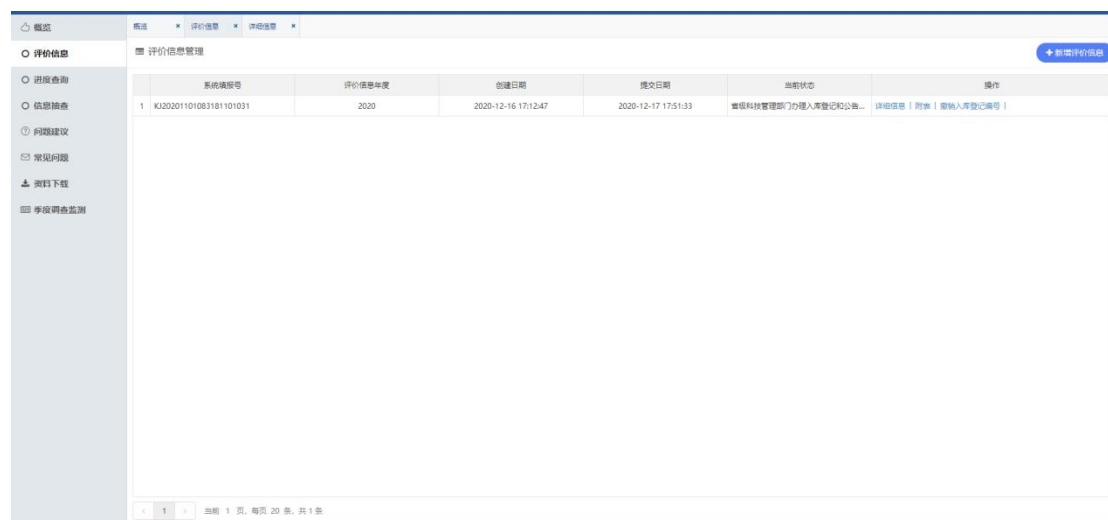 概览
评价信息
进度查询
信息抽查
问题建议
常见问题
资料下载
季度调查监测
概览 × 评价信息 × 详细信息 ×
评价信息管理
+新增评价信息
系统填报号 评价信息年度 创建日期 提交日期 当前状态 操作
1 KJ20201101083181101031 2020 2020-12-16 17:12:47 2020-12-17 17:51:33 省级科技管理部门办理入库登记和公告... 详细信息 | 附表 | 撤销入库登记编号 |
< 1 > 当前 1 页, 每页 20 条, 共 1 条